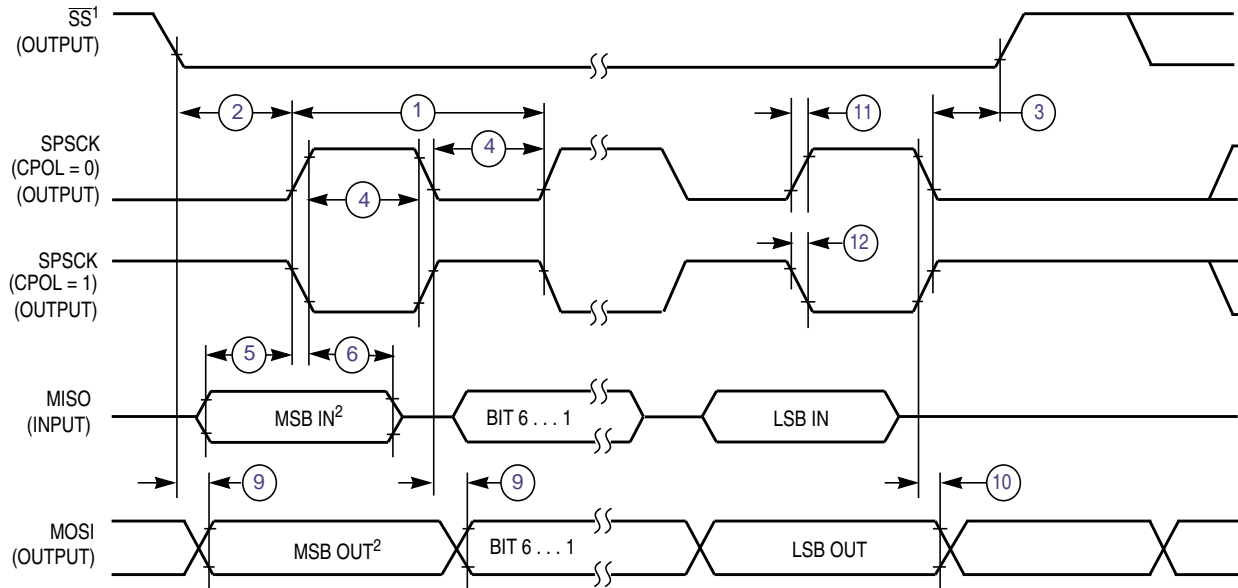 SS¹
(OUTPUT)
2
1
11
3
SPSCK
(CPOL = 0)
(OUTPUT)
4
4
SPSCK
(CPOL = 1)
(OUTPUT)
12
5
6
MISO
(INPUT)
MSB IN²
BIT 6 . . . 1
LSB IN
9
9
10
MOSI
(OUTPUT)
MSB OUT²
BIT 6 . . . 1
LSB OUT